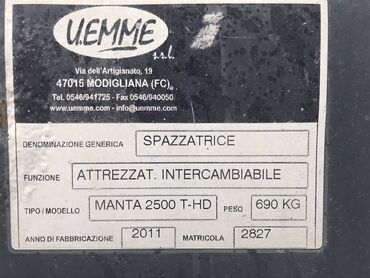 U.EMME
s.r.l.
Via dell'Artigianato, 19
47015 MODIGLIANA (FC)
Tel. 0546/941725 - Fax 0546/940050
www.uemme.com - info@uemme.com
DENOMINAZIONE GENERICA SPAZZATRICE
FUNZIONE ATTREZZAT. INTERCAMBIABILE
TIPO/MODELLO MANTA 2500 T-HD PESO 690 KG
ANNO DI FABBRICAZIONE 2011 MATRICOLA 2827